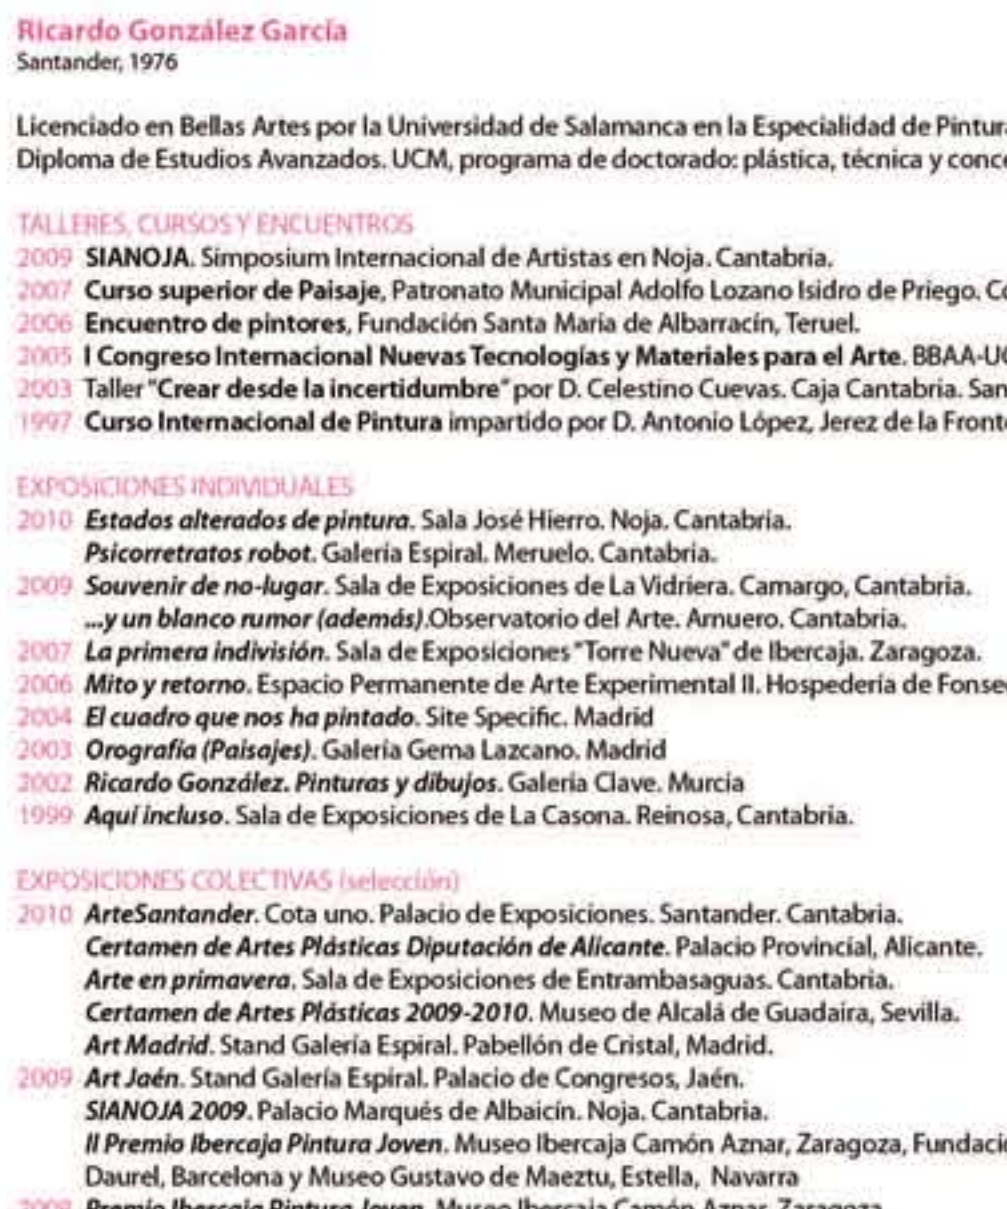 Ricardo González García
Santander, 1976
Licenciado en Bellas Artes por la Universidad de Salamanca en la Especialidad de Pintura
Diploma de Estudios Avanzados. UCM, programa de doctorado: plástica, técnica y conce
TALLERES, CURSOS Y ENCUENTROS
2009 SIANOJA. Simposium Internacional de Artistas en Noja. Cantabria.
2007 Curso superior de Paisaje, Patronato Municipal Adolfo Lozano Isidro de Priego. Co
2006 Encuentro de pintores, Fundación Santa María de Albarracín, Teruel.
2005 I Congreso Internacional Nuevas Tecnologías y Materiales para el Arte. BBAA-UC
2003 Taller "Crear desde la incertidumbre" por D. Celestino Cuevas. Caja Cantabria. San
1997 Curso Internacional de Pintura impartido por D. Antonio López, Jerez de la Fronte
EXPOSICIONES INDIVIDUALES
2010 Estados alterados de pintura. Sala José Hierro. Noja. Cantabria.
Psicorretratos robot. Galería Espiral. Meruelo. Cantabria.
2009 Souvenir de no-lugar. Sala de Exposiciones de La Vidriera. Camargo, Cantabria.
...y un blanco rumor (además).Observatorio del Arte. Arnuero. Cantabria.
2007 La primera indivisión. Sala de Exposiciones "Torre Nueva" de Ibercaja. Zaragoza.
2006 Mito y retorno. Espacio Permanente de Arte Experimental II. Hospedería de Fonsec
2004 El cuadro que nos ha pintado. Site Specific. Madrid
2003 Orografía (Paisajes). Galería Gema Lazcano. Madrid
2002 Ricardo González. Pinturas y dibujos. Galería Clave. Murcia
1999 Aquí incluso. Sala de Exposiciones de La Casona. Reinosa, Cantabria.
EXPOSICIONES COLECTIVAS (selección)
2010 ArteSantander. Cota uno. Palacio de Exposiciones. Santander. Cantabria.
Certamen de Artes Plásticas Diputación de Alicante. Palacio Provincial, Alicante.
Arte en primavera. Sala de Exposiciones de Entrambasaguas. Cantabria.
Certamen de Artes Plásticas 2009-2010. Museo de Alcalá de Guadaira, Sevilla.
Art Madrid. Stand Galería Espiral. Pabellón de Cristal, Madrid.
2009 Art Jaén. Stand Galería Espiral. Palacio de Congresos, Jaén.
SIANOJA 2009. Palacio Marqués de Albaicín. Noja. Cantabria.
II Premio Ibercaja Pintura Joven. Museo Ibercaja Camón Aznar, Zaragoza, Fundació
Daurel, Barcelona y Museo Gustavo de Maeztu, Estella, Navarra
2008 Premio Ibercaja Pintura Joven. Museo Ibercaja Camón Aznar. Zaragoza